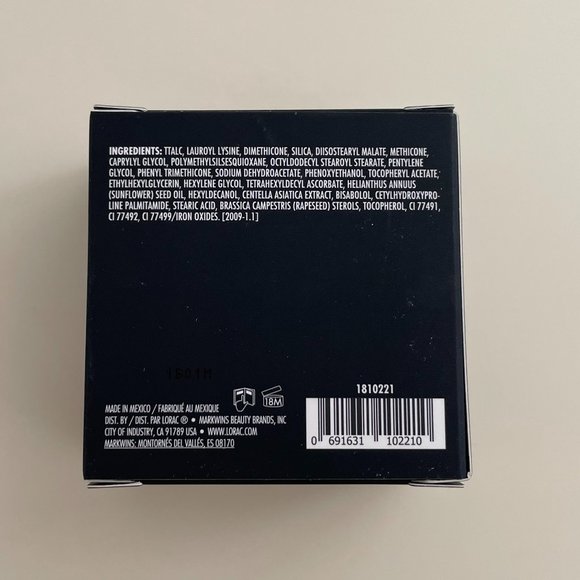 INGREDIENTS: TTALC, LAUROYL LYSINE, DIMETHICONE, SILICA, DIISOSTEARYL MALATE, METHICONE,
CAPRYLYL GLYCOL, POLYMETHYLSILSESQUIOXANE, OCTYLDODECYL STEAROYL STEARATE, PENTYLENE
GLYCOL, PHENYL TRIMETHICONE, SODIUM DEHYDROACETATE, PHENOXYETHANOL, TOCOPHERYL ACETATE,
ETHYLHEXYLGLYCERIN, HEXYLENE GLYCOL, TETRAHEXYLDECYL ASCORBATE, HELIANTHUS ANNUUS
(SUNFLOWER) SEED OIL, HEXYLDECANOL, CENTELLA ASIATICA EXTRACT, BISABOLOL, CETYLHYDROXYPRO-
LINE PALMITAMIDE, STEARIC ACID, BRASSICA CAMPESTRIS (RAPESEED) STEROLS, TOCOPHEROL, CI 77491,
CI 77492, CI 77499/IRON OXIDES. [2009-1.1]
18M
1810221
0 691631 102210
MADE IN MEXICO / FABRIQUÉ AU MEXIQUE
DIST. BY / DIST. PAR LORAC ® • MARKWINS BEAUTY BRANDS, INC
CITY OF INDUSTRY, CA 91789 USA • WWW.LORAC.COM
MARKWINS: MONTORNÉS DEL VALLÉS, ES 08170